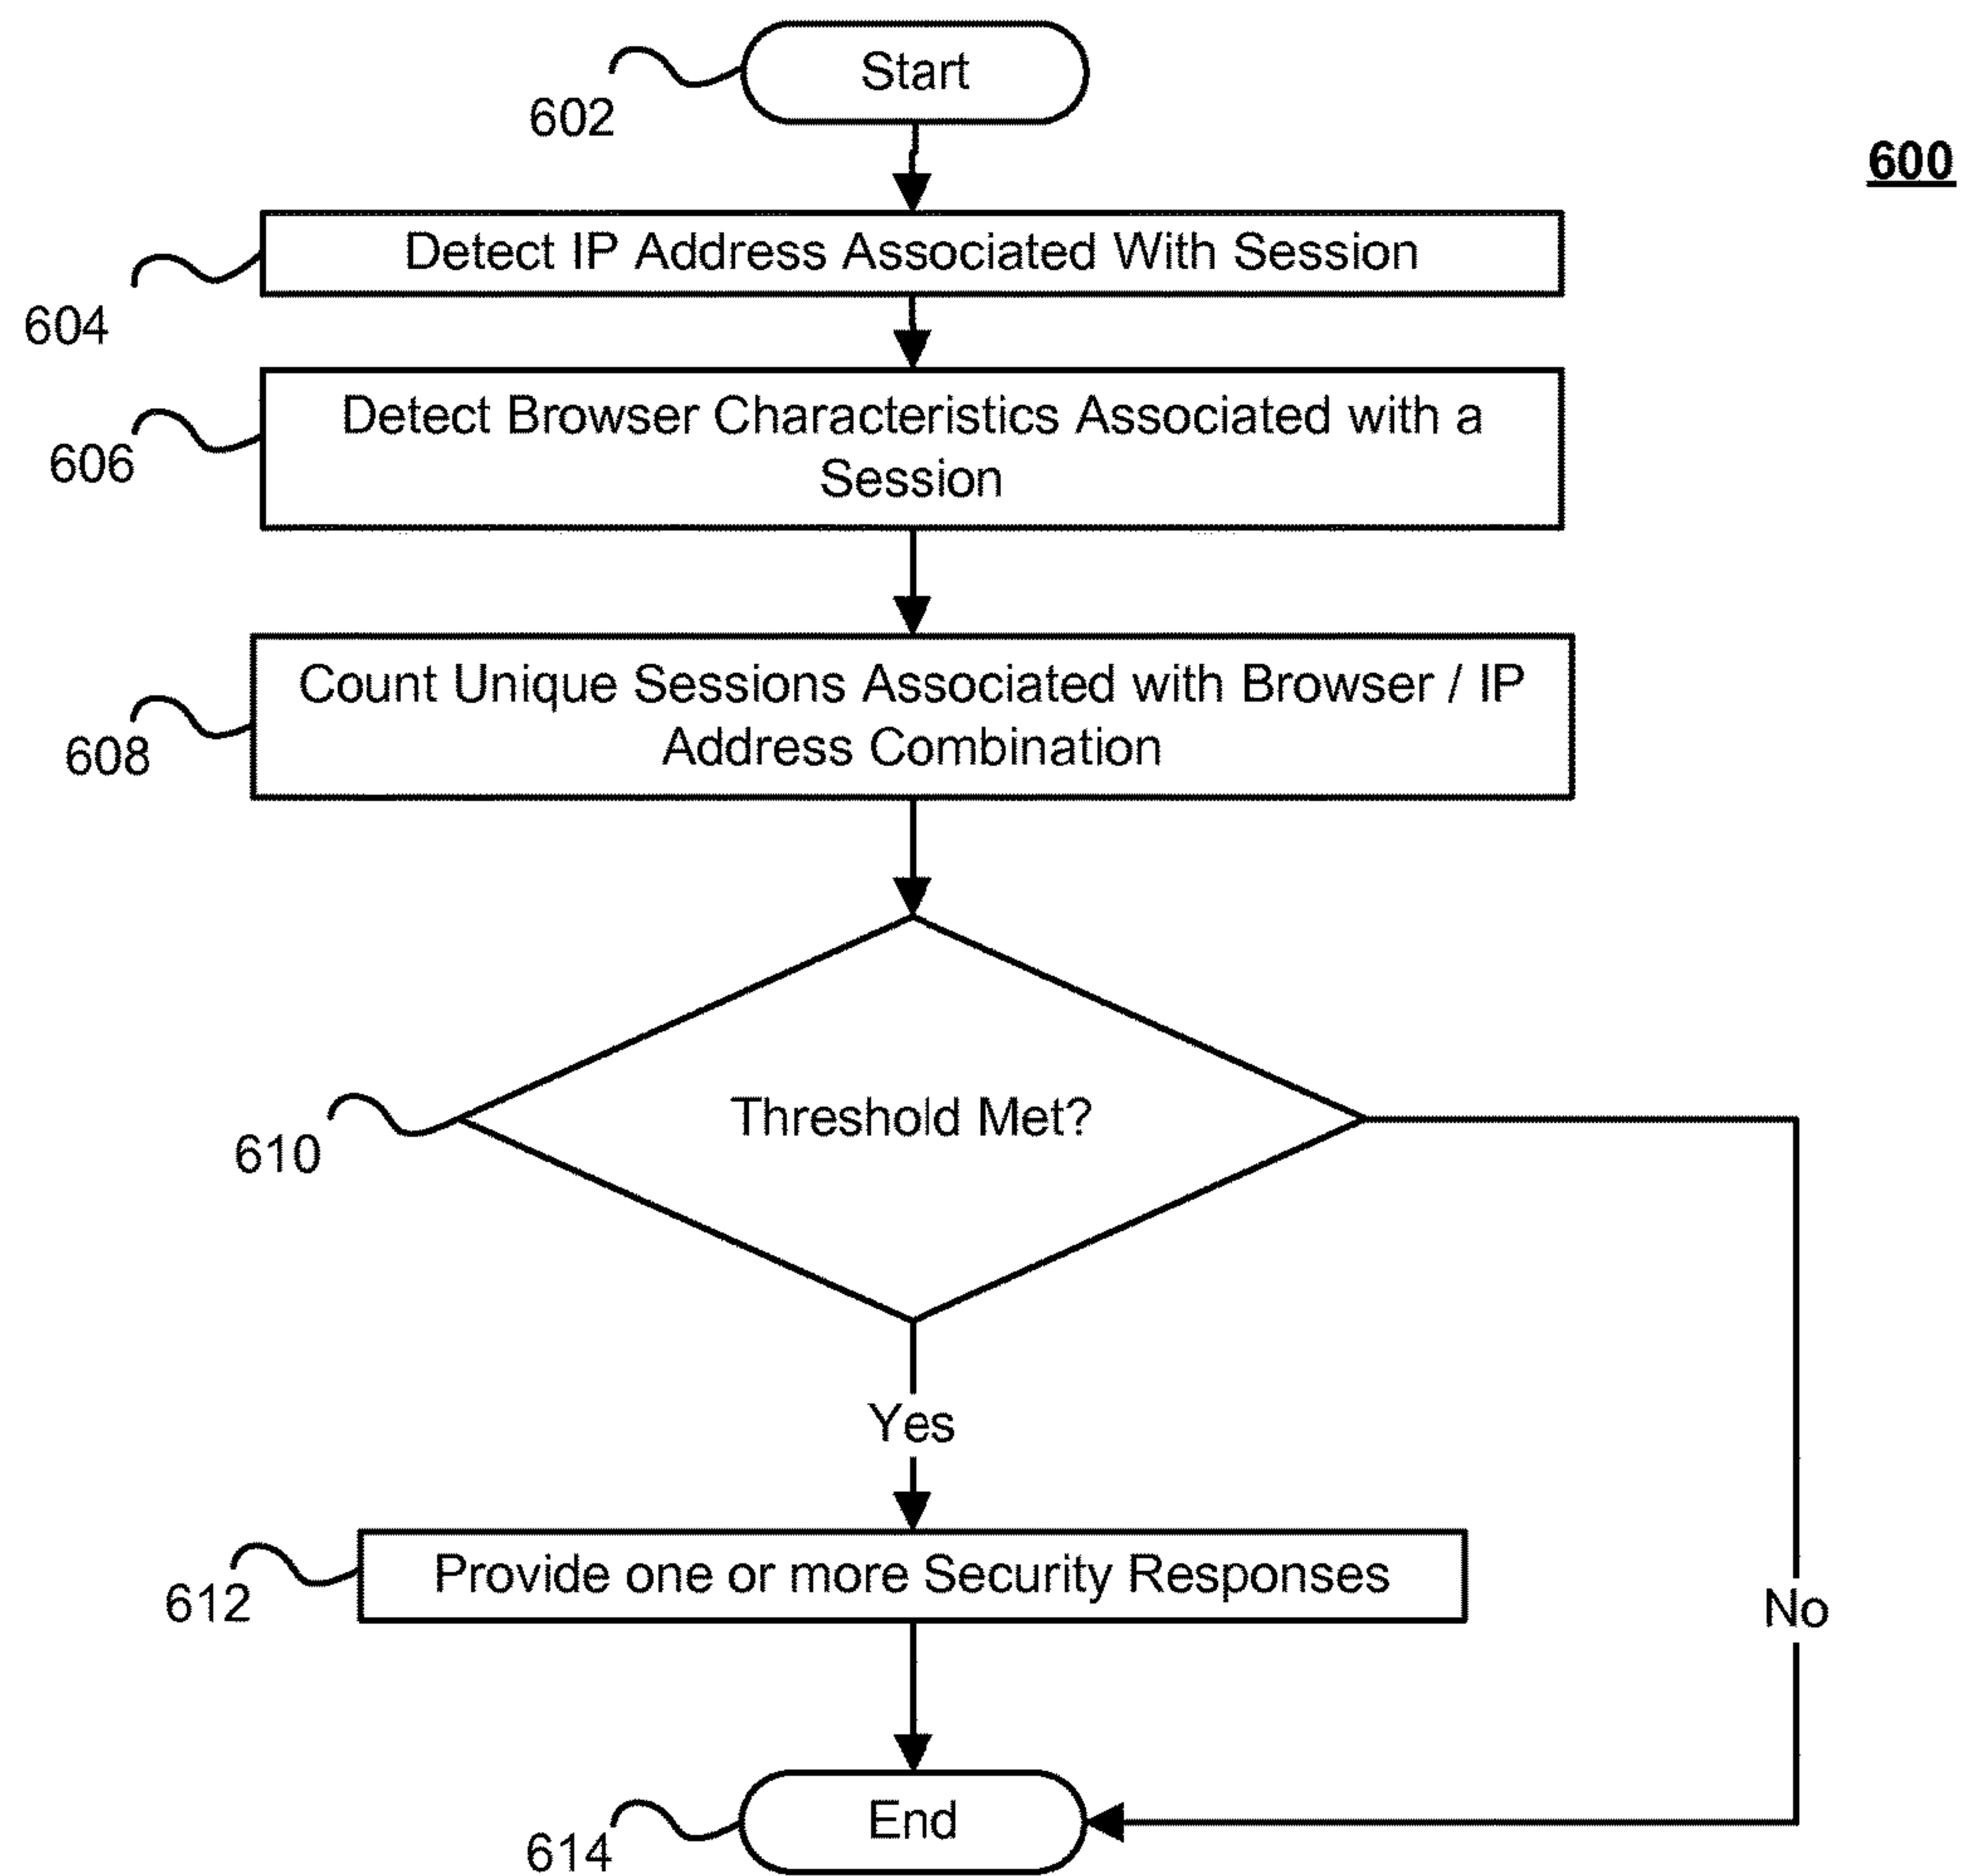 Start
602
600
Detect IP Address Associated With Session
604
Detect Browser Characteristics Associated with a
Session
606
Count Unique Sessions Associated with Browser / IP
Address Combination
608
Threshold Met?
610
Yes
Provide one or more Security Responses
612
No
End
614